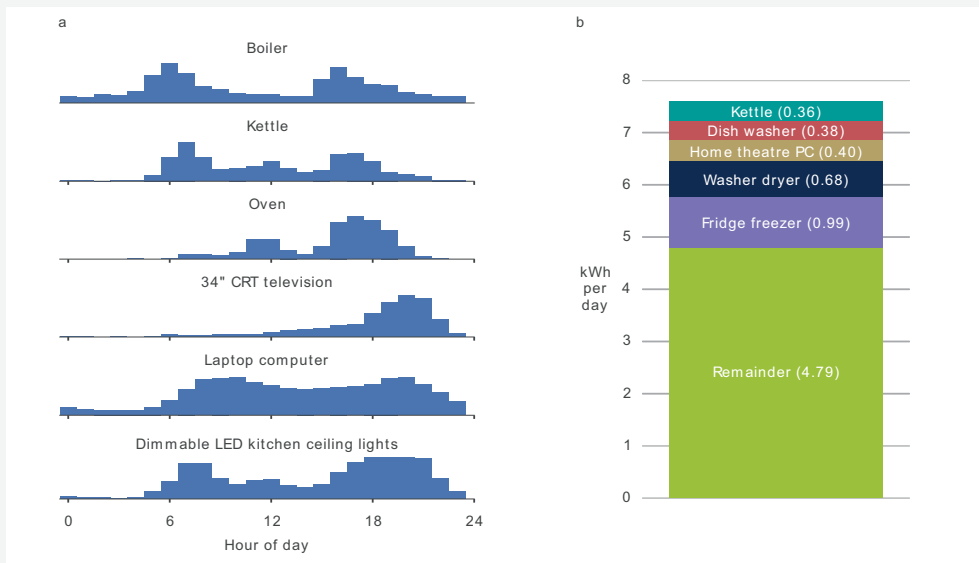 a
Boiler
Kettle
Oven
34" CRT television
Laptop computer
Dimmable LED kitchen ceiling lights
0 6 12 18 24
Hour of day
b
8
7
6
5
4
3
2
1
0
kWh
per
day
Kettle (0.36)
Dish washer (0.38)
Home theatre PC (0.40)
Washer dryer (0.68)
Fridge freezer (0.99)
Remainder (4.79)